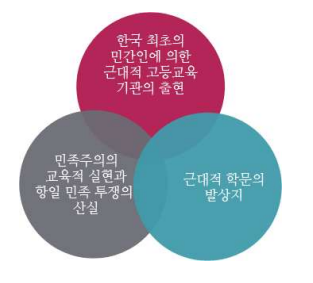 한국 최초의
민간인에 의한
근대적 고등교육
기관의 출현
민족주의의
교육적 실현과
항일 민족 투쟁의
산실
근대적 학문의
발상지